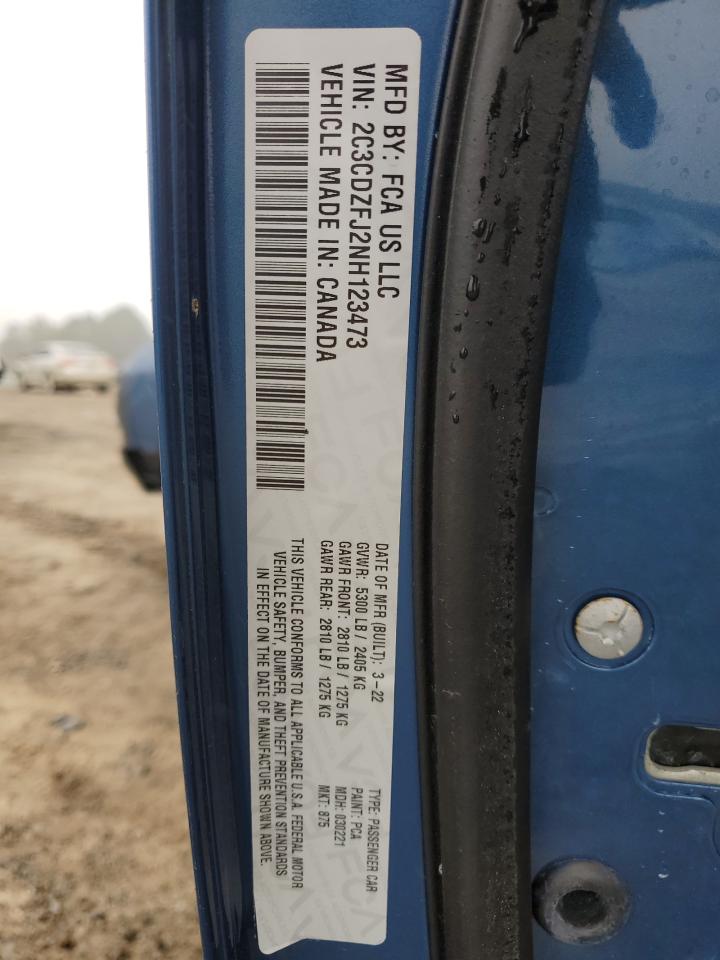 MFD BY: FCA US LLC
VIN: 2C3CDZFJ2NH123473
VEHICLE MADE IN: CANADA
DATE OF MFR (BUILT): 3-22
GVWR: 5300 LB / 2405 KG
GAWR FRONT: 2810 LB / 1275 KG
GAWR REAR: 2810 LB / 1275 KG
TYPE: PASSENGER CAR
PAINT: PCA
MDH: 030221
MKT: 875
THIS VEHICLE CONFORMS TO ALL APPLICABLE U.S.A. FEDERAL MOTOR
VEHICLE SAFETY, BUMPER, AND THEFT PREVENTION STANDARDS
IN EFFECT ON THE DATE OF MANUFACTURE SHOWN ABOVE.